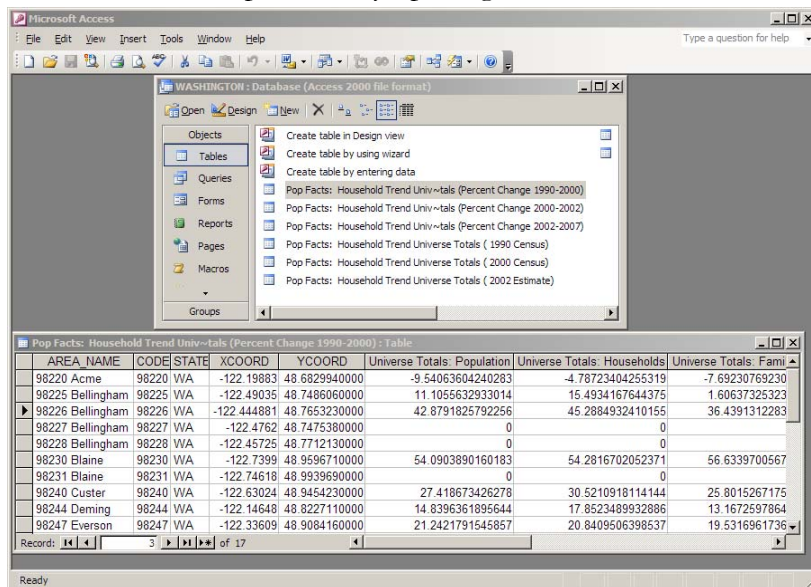 Microsoft Access
File Edit View Insert Tools Window Help Type a question for help
WASHINGTON : Database (Access 2000 file format)
Open Design New
Objects
Tables
Queries
Forms
Reports
Pages
Macros
Groups
Create table in Design view
Create table by using wizard
Create table by entering data
Pop Facts: Household Trend Univ~tals (Percent Change 1990-2000)
Pop Facts: Household Trend Univ~tals (Percent Change 2000-2002)
Pop Facts: Household Trend Univ~tals (Percent Change 2002-2007)
Pop Facts: Household Trend Universe Totals ( 1990 Census)
Pop Facts: Household Trend Universe Totals ( 2000 Census)
Pop Facts: Household Trend Universe Totals ( 2002 Estimate)
Pop Facts: Household Trend Univ~tals (Percent Change 1990-2000) : Table
AREA_NAME CODE STATE XCOORD YCOORD Universe Totals: Population Universe Totals: Households Universe Totals: Fami
98220 Acme 98220 WA -122.19883 48.6829940000 -9.54063604240283 -4.78723404255319 -7.69230769230
98225 Bellingham 98225 WA -122.49035 48.7486060000 11.1055632933014 15.4934167644375 1.60637325323
98226 Bellingham 98226 WA -122.444881 48.7653230000 42.8791825792256 45.2884932410155 36.4391312283
98227 Bellingham 98227 WA -122.4762 48.7475380000 0 0
98228 Bellingham 98228 WA -122.45725 48.7712130000 0 0
98230 Blaine 98230 WA -122.7399 48.9596710000 54.0903890160183 54.2816702052371 56.6339700567
98231 Blaine 98231 WA -122.74618 48.9939690000 0 0
98240 Custer 98240 WA -122.63024 48.9454230000 27.418673426278 30.5210918114144 25.8015267175
98244 Deming 98244 WA -122.14648 48.8227110000 14.8396361895644 17.8523489932886 13.1672597864
98247 Everson 98247 WA -122.33609 48.9084160000 21.2421791545857 20.8409506398537 19.5316961736
Record: 3 of 17
Ready